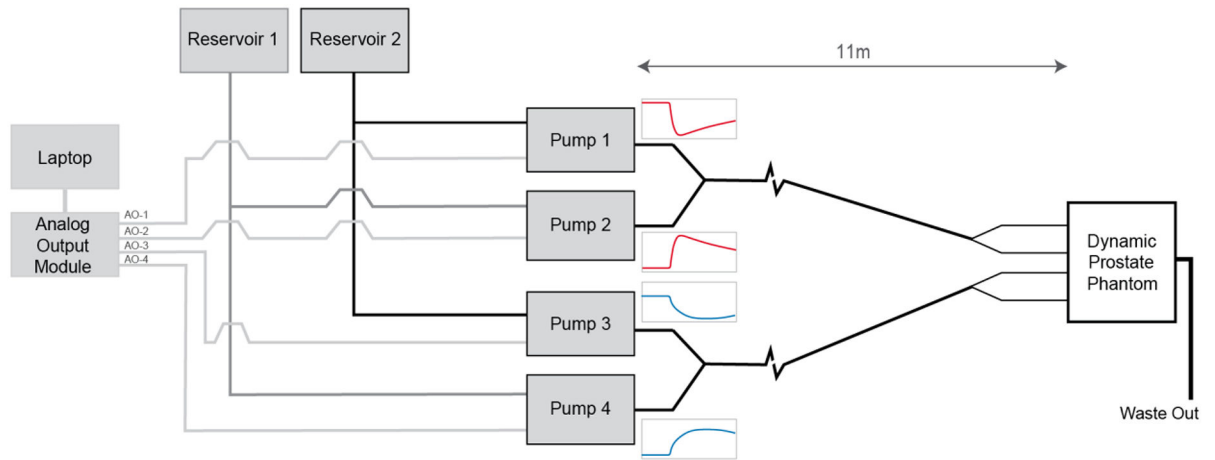 Reservoir 1
Reservoir 2
11m
Laptop
Pump 1
Analog
Output
Module
AO-1
AO-2
AO-3
AO-4
Pump 2
Dynamic
Prostate
Phantom
Pump 3
Pump 4
Waste Out